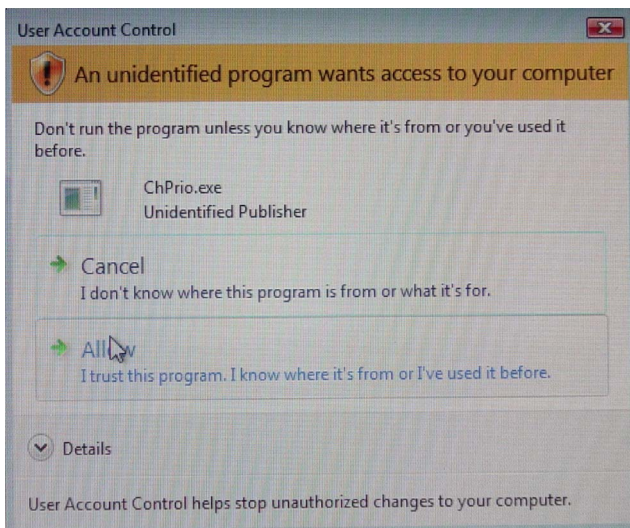 User Account Control
An unidentified program wants access to your computer
Don't run the program unless you know where it's from or you've used it
before.
ChPrio.exe
Unidentified Publisher
Cancel
I don't know where this program is from or what it's for.
Allow
I trust this program. I know where it's from or I've used it before.
Details
User Account Control helps stop unauthorized changes to your computer.